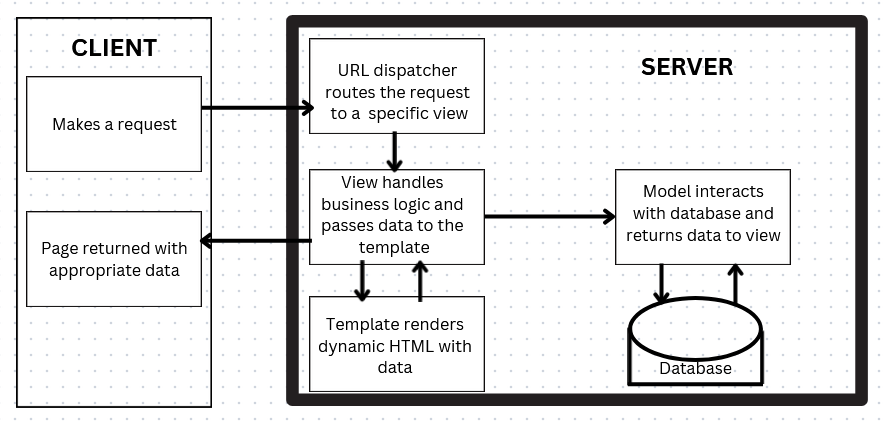 CLIENT
Makes a request
Page returned with
appropriate data
SERVER
URL dispatcher
routes the request
to a specific view
View handles
business logic and
passes data to the
template
Template renders
dynamic HTML with
data
Model interacts
with database and
returns data to view
Database